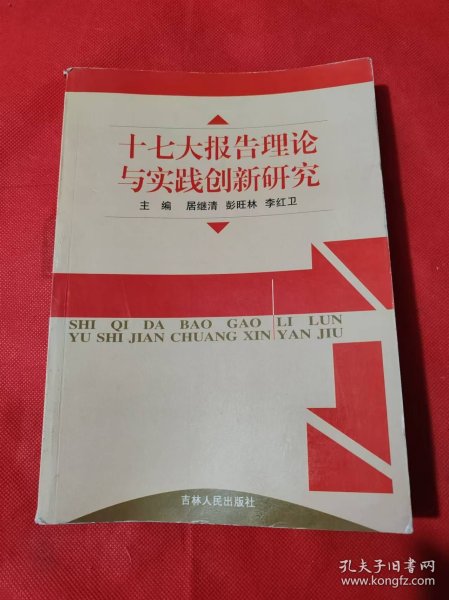 十七大报告理论
与实践创新研究
主 编 居继清 彭旺林 李红卫
SHI QI DA BAO GAO LI LUN
YU SHI JIAN CHUANG XIN YAN JIU
吉林人民出版社
孔夫子旧书网
www.kongfz.com